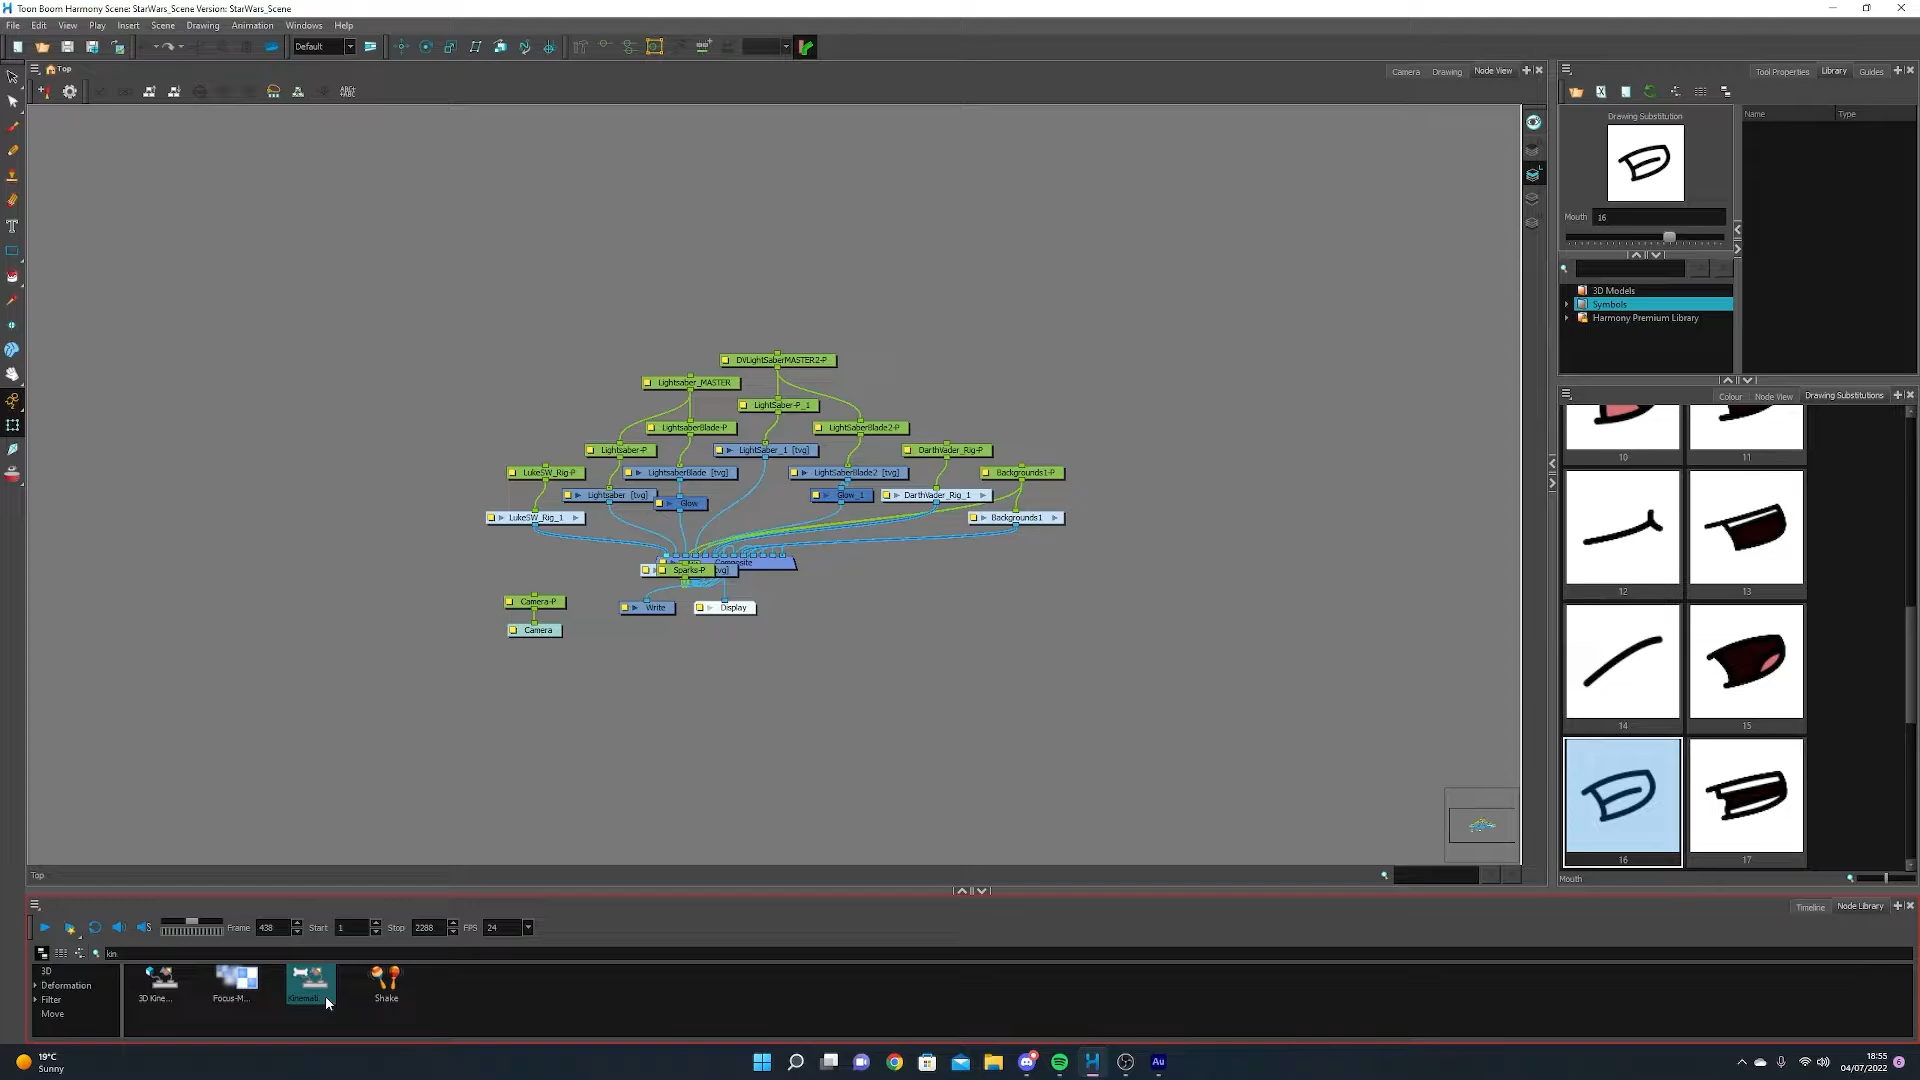 Toon Boom Harmony Scene: StarWars_Scene Version: StarWars_Scene
File Edit View Play Insert Scene Drawing Animation Windows Help
Default
Top
Camera Drawing Node View
Tool Properties Library Guides
Drawing Substitution
Name Type
Mouth 16
3D Models
Symbols
Harmony Premium Library
Colour Node View Drawing Substitutions
10 11
12 13
14 15
16 17
Mouth
DVLightSaberMASTER2-P
Lightsaber_MASTER
LightSaber-P_1
LightsaberBlade-P
LightSaberBlade2-P
Lightsaber-P
LightSaber_1 [tvg]
DarthVader_Rig-P
LukeSW_Rig-P
LightsaberBlade [tvg]
LightSaberBlade2 [tvg]
Backgrounds1-P
Lightsaber [tvg]
Glow
Glow_1
DarthVader_Rig_1
LukeSW_Rig_1
Backgrounds1
Composite
Sparks-P
Camera-P
Write
Display
Camera
Top
Timeline Node Library
Frame 438 Start 1 Stop 2288 FPS 24
kin
3D
Deformation
Filter
Move
3D Kine...
Focus-M...
Kinemati...
Shake
19°C
Sunny
Au
18:55
04/07/2022
6